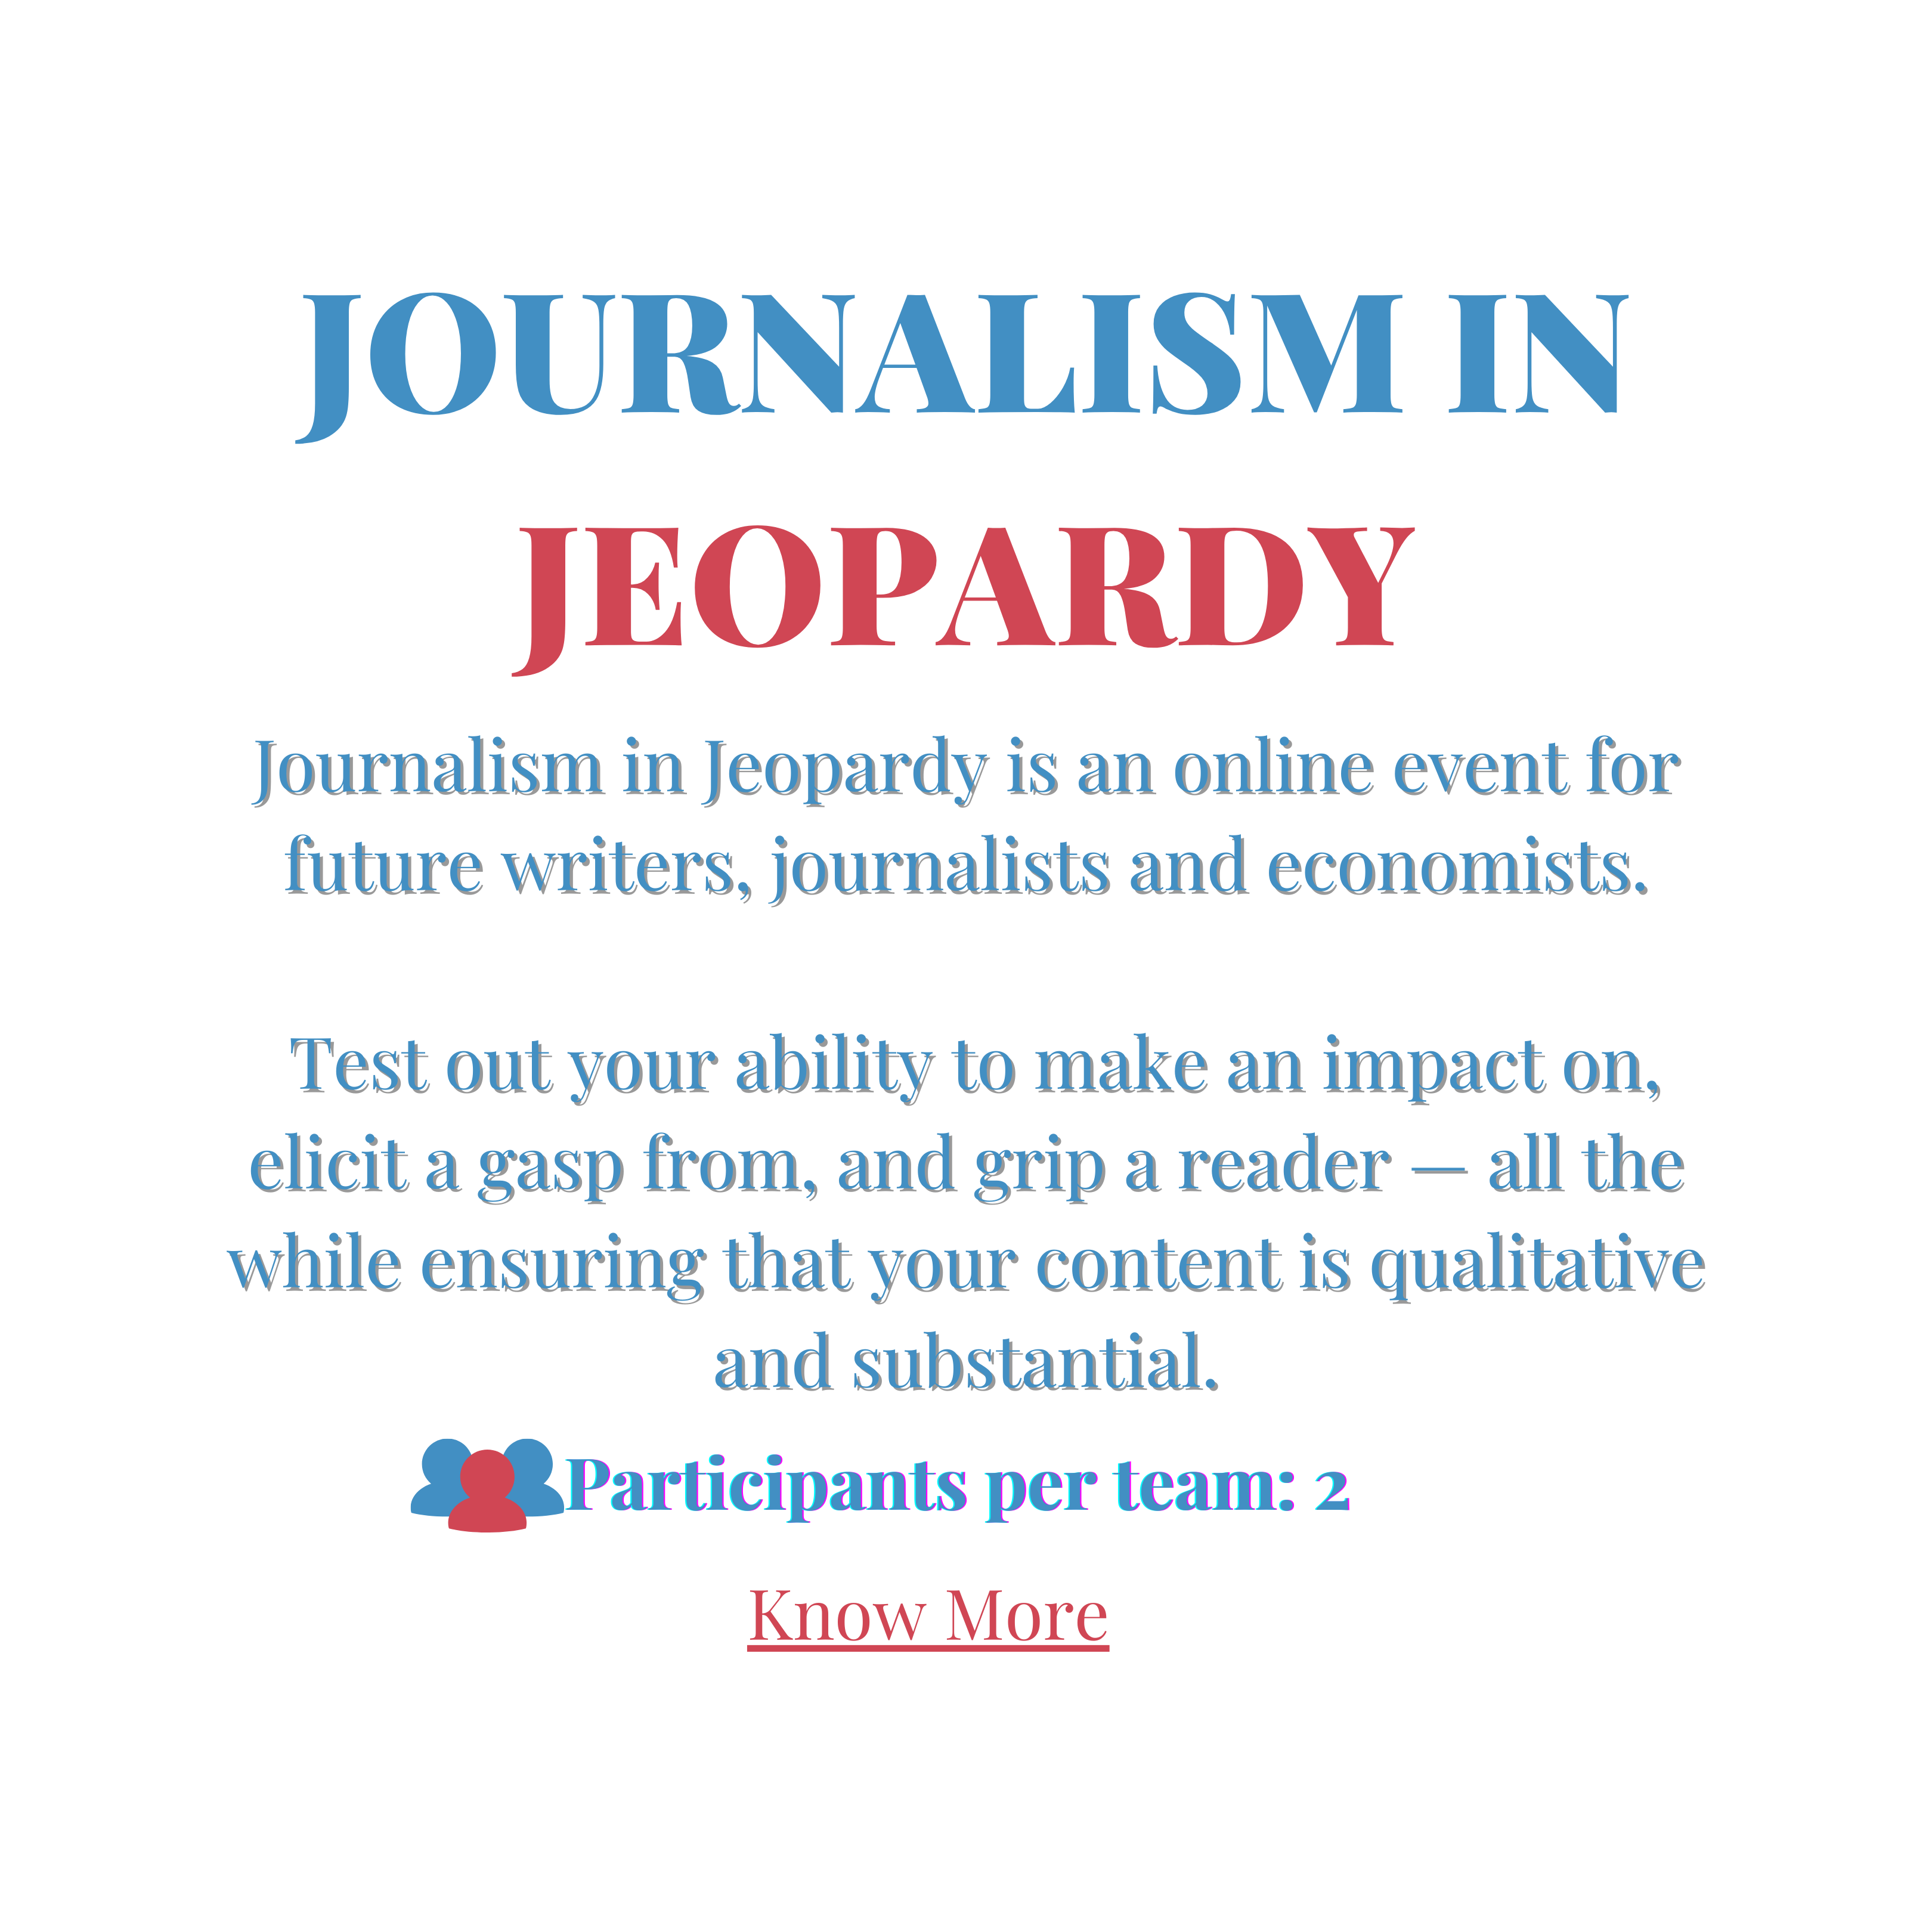 JOURNALISM IN
JEOPARDY
Journalism in Jeopardy is an online event for
future writers, journalists and economists.
Test out your ability to make an impact on,
elicit a gasp from, and grip a reader — all the
while ensuring that your content is qualitative
and substantial.
Participants per team: 2
Know More